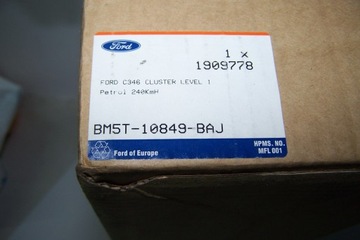 Ford
1 x
1909778
FORD C346 CLUSTER LEVEL 1
Petrol 240KmH
BM5T-10849-BAJ
Ford of Europe
HPMS. NO.
MFL 001